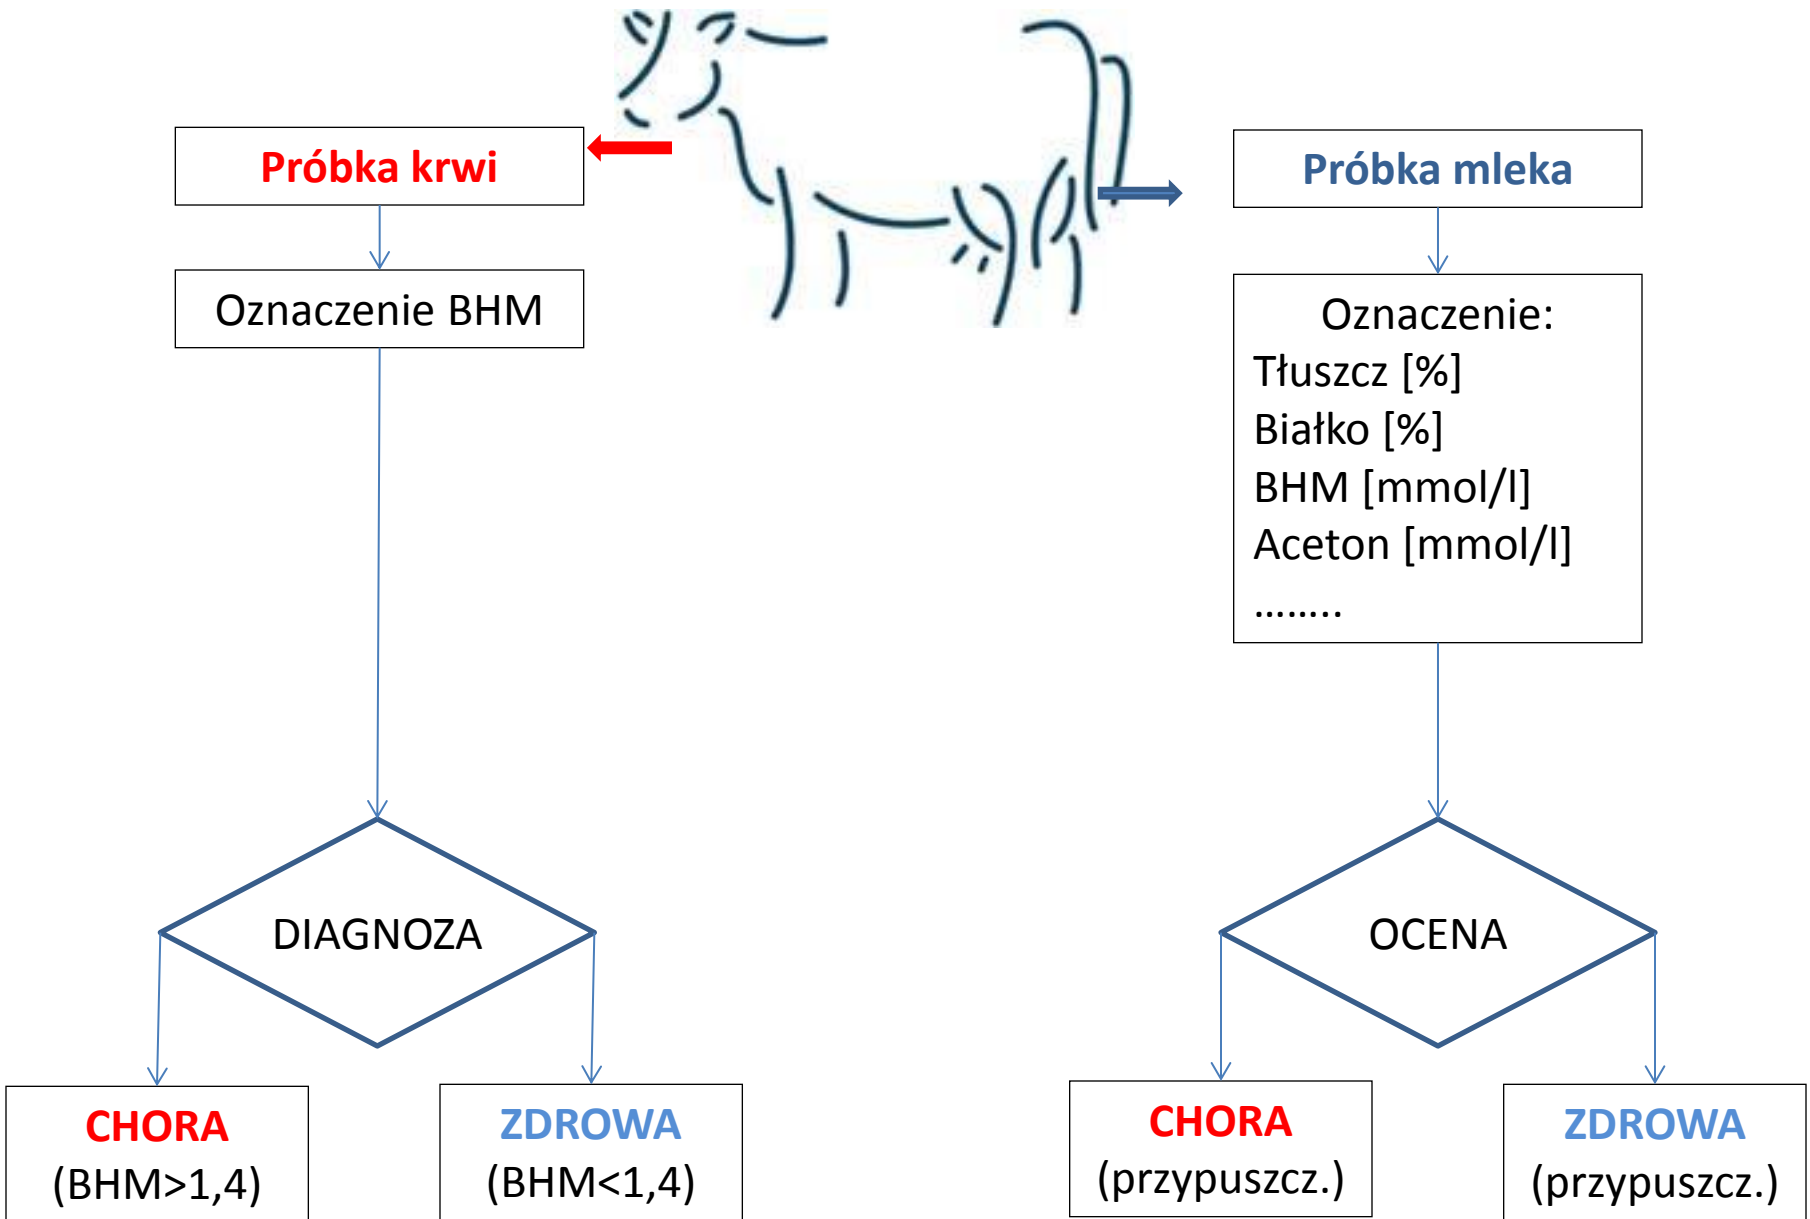 Próbka krwi
Oznaczenie BHM
DIAGNOZA
CHORA
(BHM>1,4)
ZDROWA
(BHM<1,4)
Próbka mleka
Oznaczenie:
Tłuszcz [%]
Białko [%]
BHM [mmol/l]
Aceton [mmol/l]
……..
OCENA
CHORA
(przypuszcz.)
ZDROWA
(przypuszcz.)